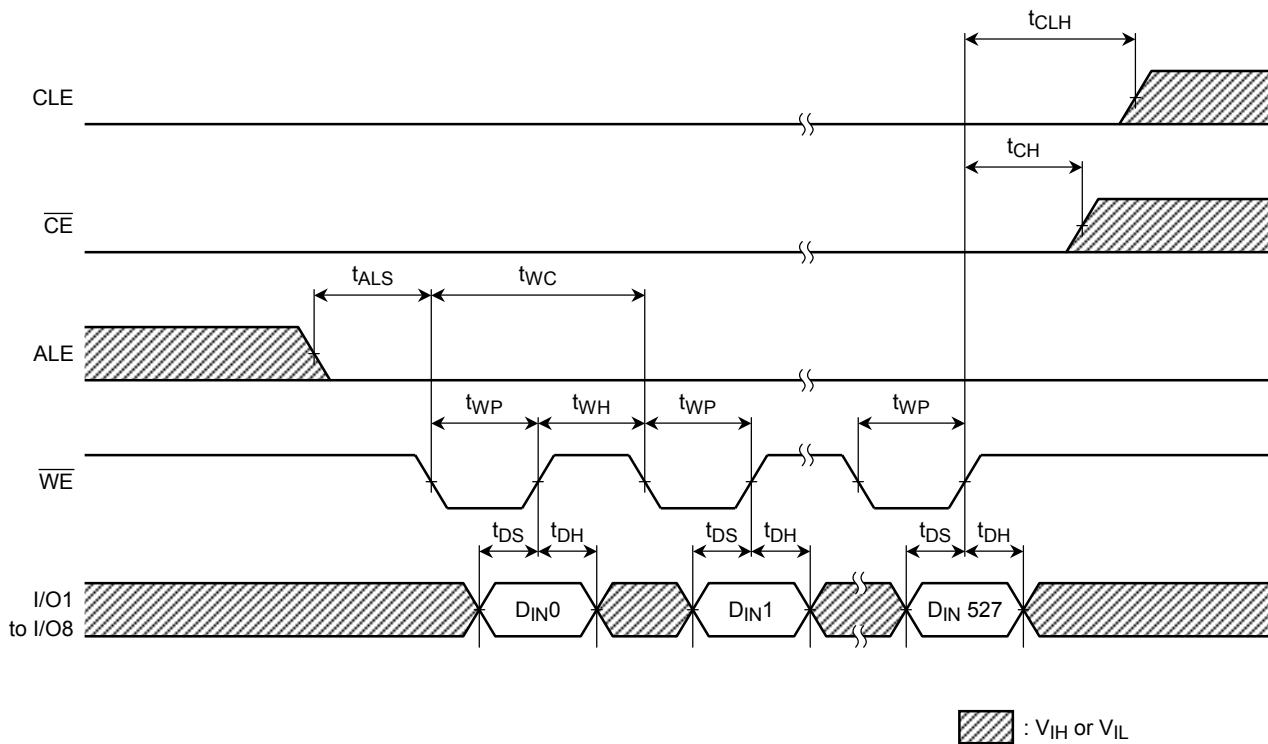 tCLH
CLE
tCH
CE
tALS
tWC
ALE
tWP
tWH
tWP
tWP
WE
tDS
tDH
tDS
tDH
tDS
tDH
I/O1
to I/O8
DIN0
DIN1
DIN 527
: VIH or VIL